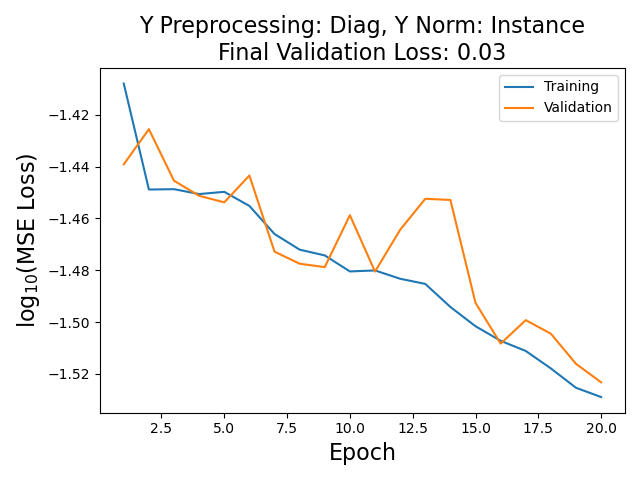 Y Preprocessing: Diag, Y Norm: Instance
Final Validation Loss: 0.03
Training
Validation
−1.42
−1.44
−1.46
−1.48
−1.50
−1.52
log₁₀(MSE Loss)
2.5 5.0 7.5 10.0 12.5 15.0 17.5 20.0
Epoch